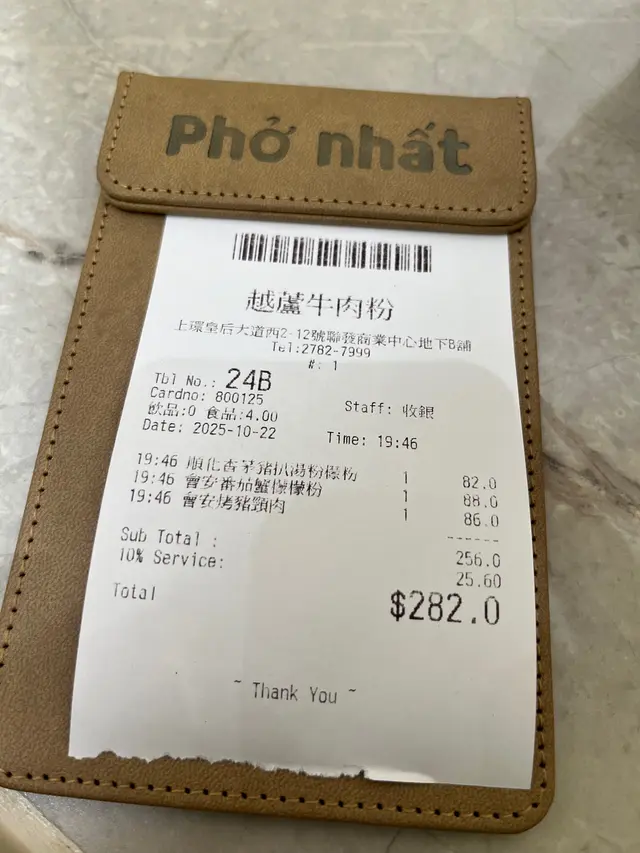 Phở nhất
越蘆牛肉粉
上環皇后大道西2-12號聯發商業中心地下B舖
Tel:2782-7999
#: 1
Tbl No.: 24B
Cardno: 800125
Staff: 收銀
飲品:0 食品:4.00
Date: 2025-10-22 Time: 19:46
19:46 順化香茅豬扒湯粉檬粉 1 82.0
19:46 會安番茄蟹檬檬粉 1 88.0
19:46 會安烤豬頸肉 1 86.0
------
Sub Total : 256.0
10% Service: 25.60
Total $282.0
~ Thank You ~